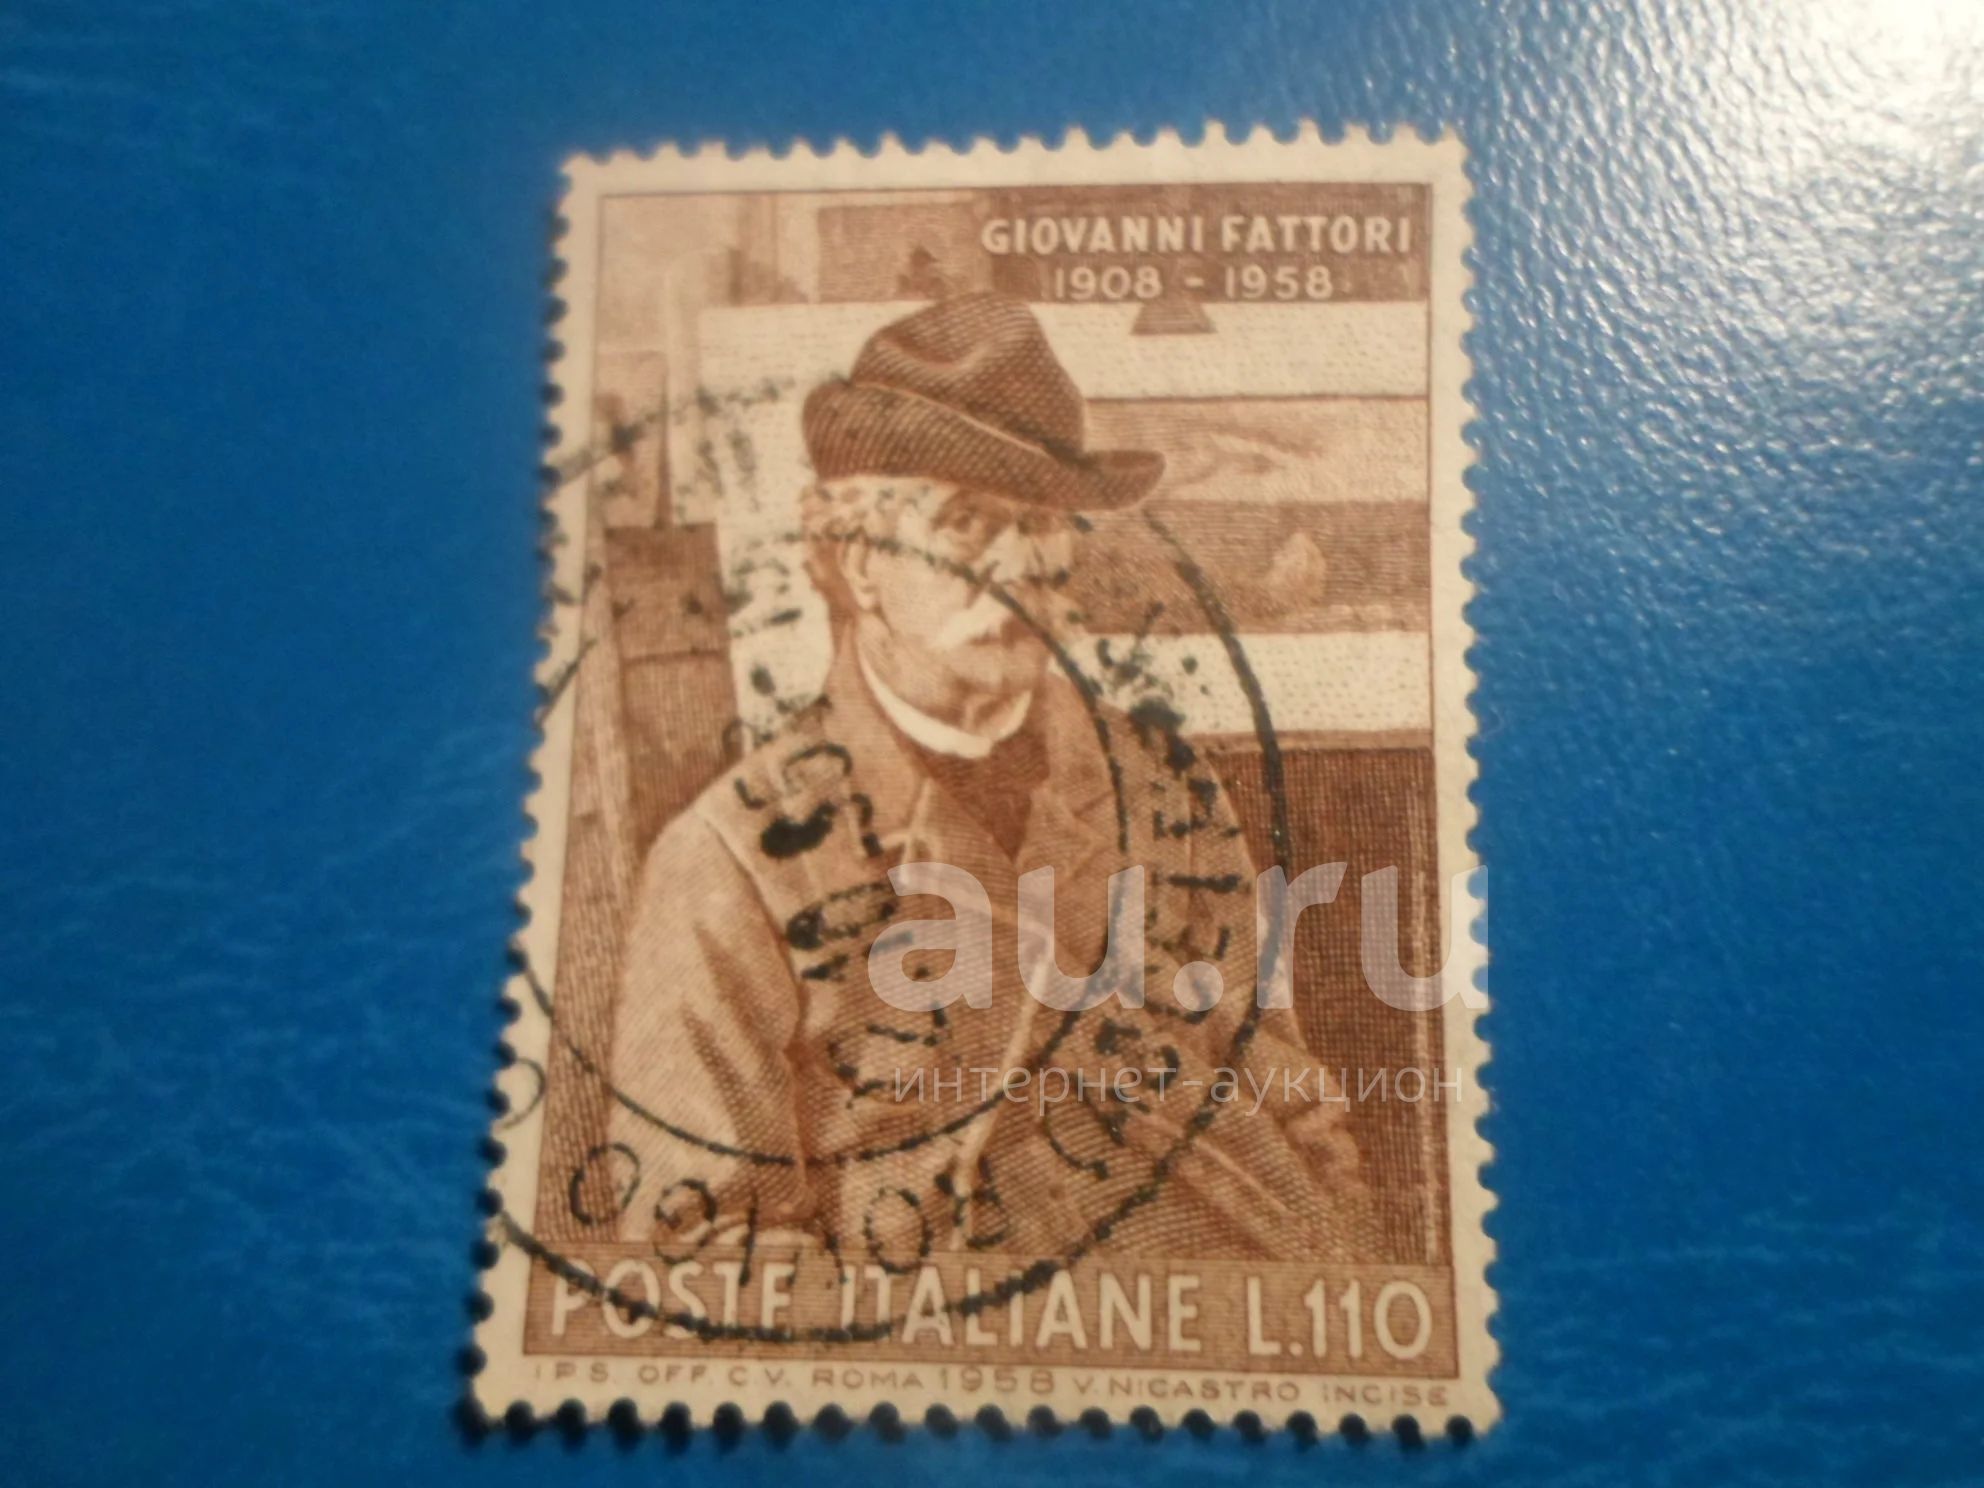 GIOVANNI FATTORI
1908 - 1958
au.ru
интернет-аукцион
POSTE ITALIANE L.110
I.P.S. OFF. C.V. ROMA 1958 V. NICASTRO INCISE